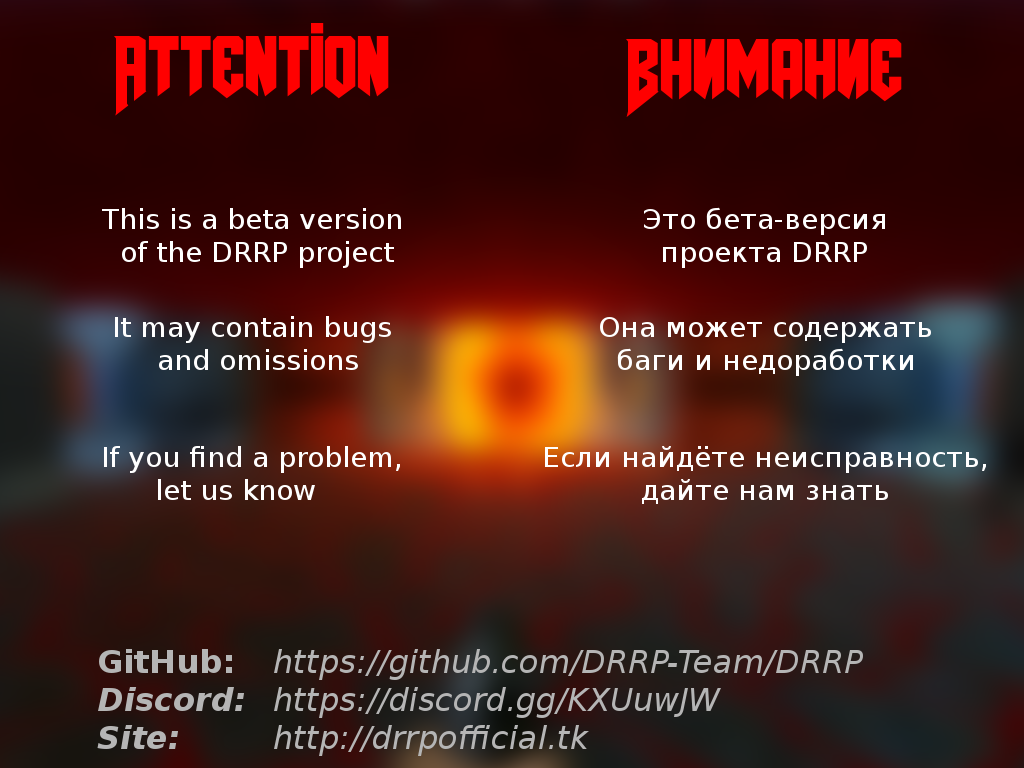 ATTENTION
This is a beta version
of the DRRP project
It may contain bugs
and omissions
If you find a problem,
let us know
ВНИМАНИЕ
Это бета-версия
проекта DRRP
Она может содержать
баги и недоработки
Если найдёте неисправность,
дайте нам знать
GitHub: https://github.com/DRRP-Team/DRRP
Discord: https://discord.gg/KXUuwJW
Site: http://drrpofficial.tk